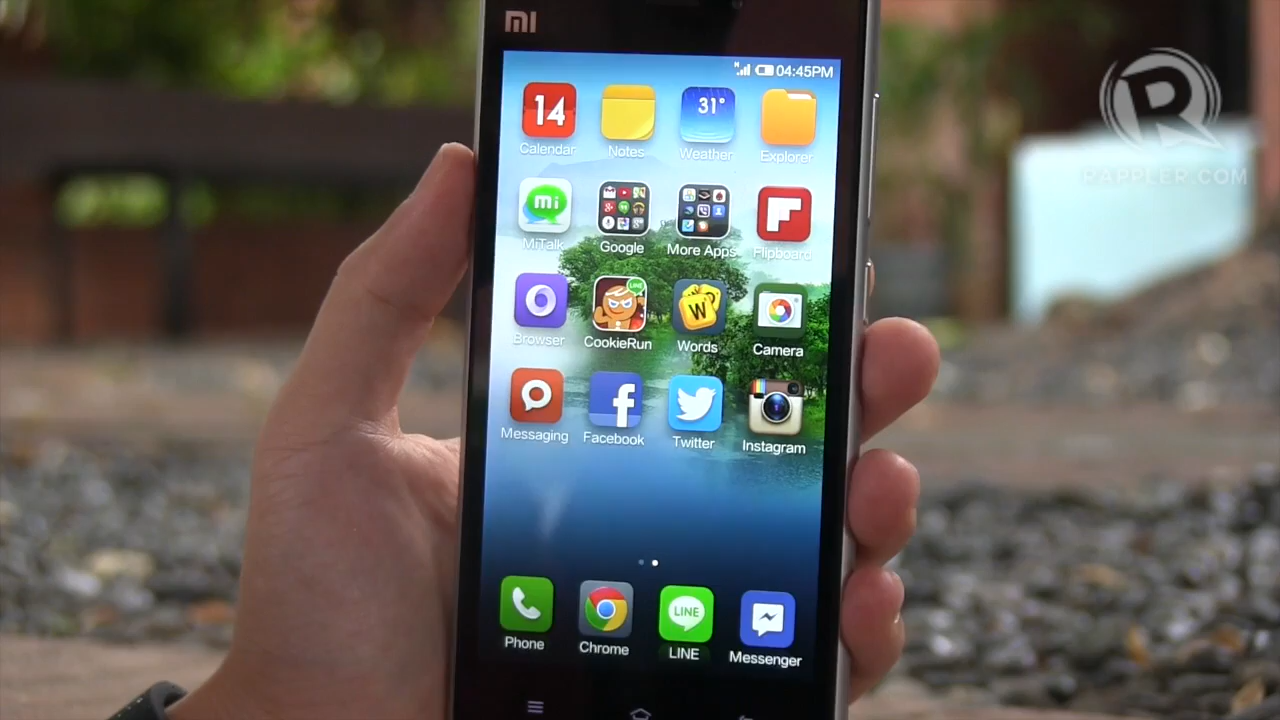 MI
04:45PM
14
31°
Calendar
Notes
Weather
Explorer
mi
MiTalk
Google
More Apps
Flipboard
LINE
W
Browser
CookieRun
Words
Camera
Messaging
Facebook
Twitter
Instagram
LINE
Phone
Chrome
LINE
Messenger
R
RAPPLER.COM